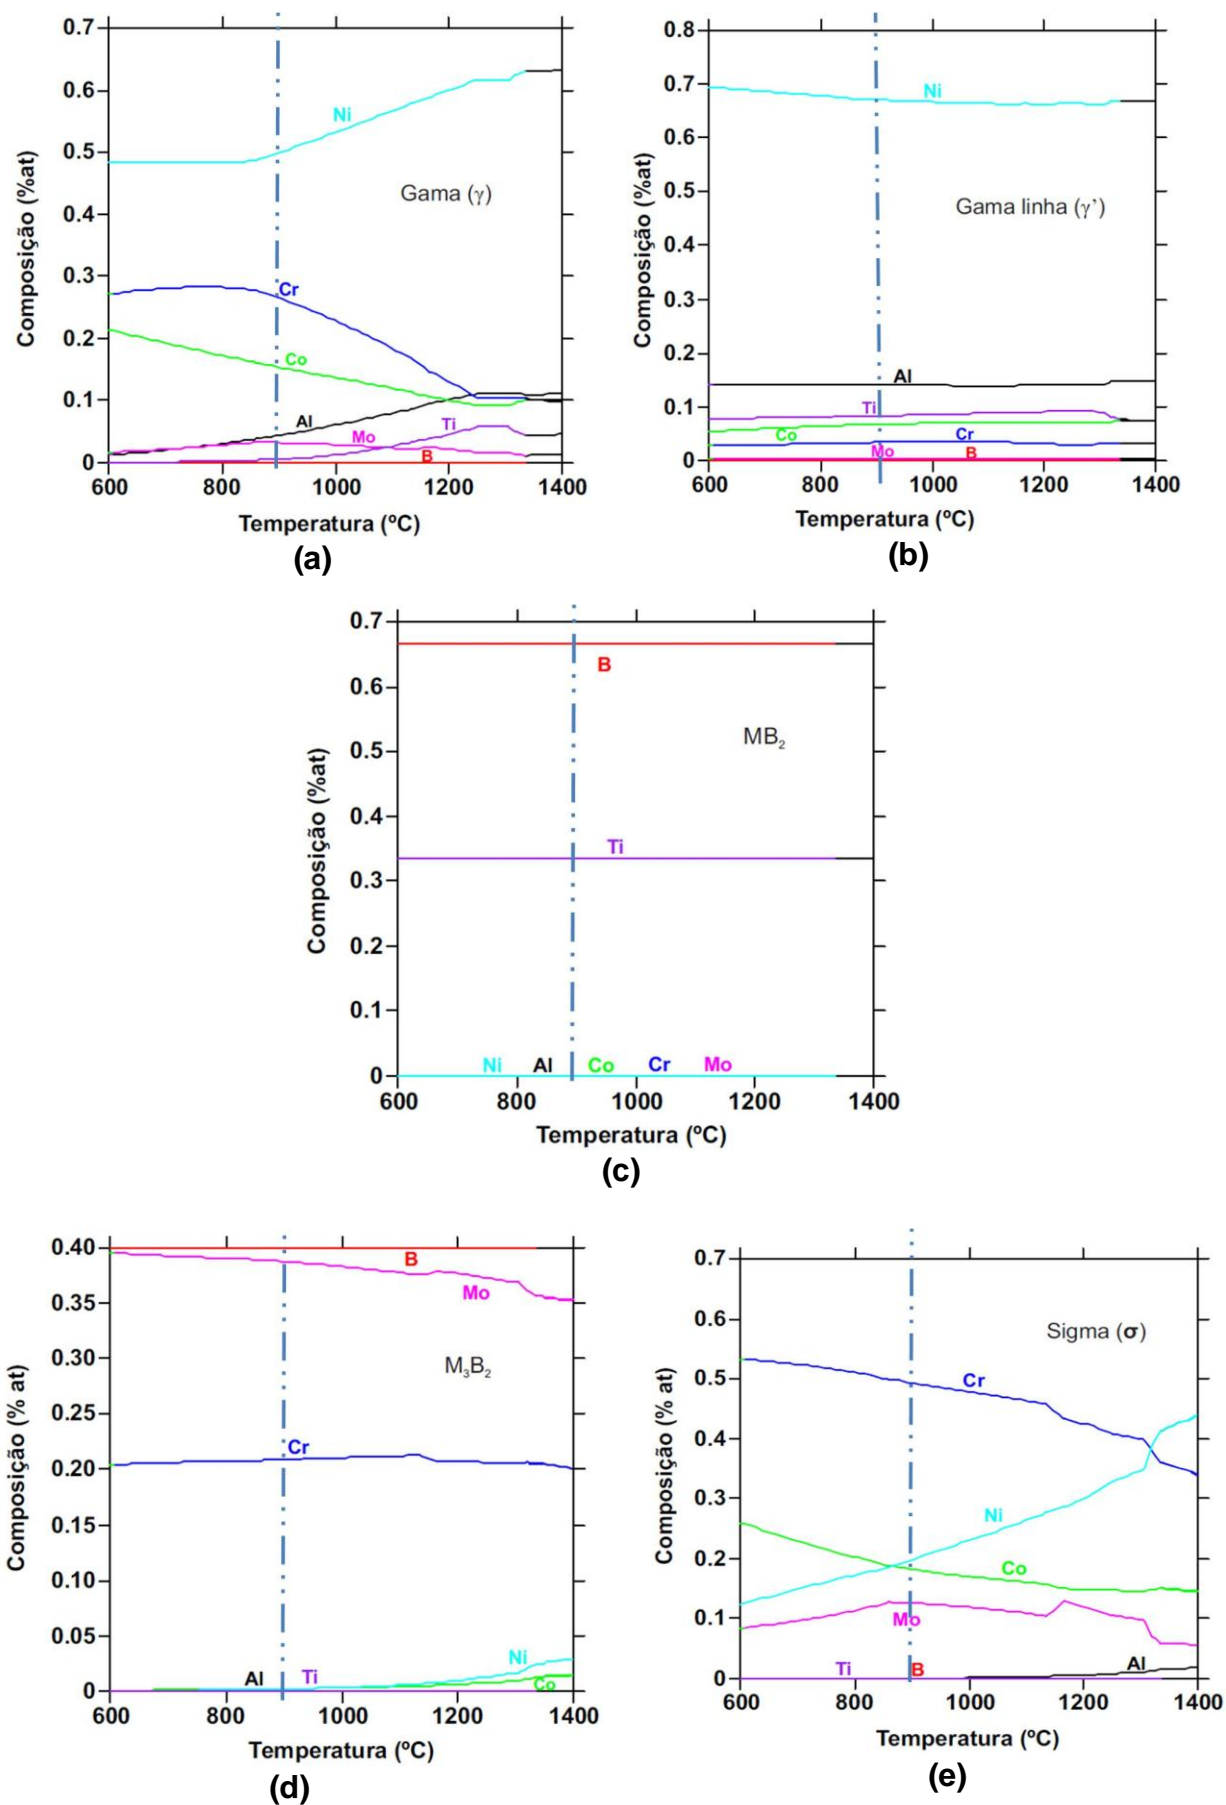 0.7
0.6
0.5
0.4
0.3
0.2
0.1
0
Composição (%at)
Ni
Gama (γ)
Cr
Co
Al
Mo
Ti
B
600 800 1000 1200 1400
Temperatura (ºC)
(a)
0.8
0.7
0.6
0.5
0.4
0.3
0.2
0.1
0
Composição (%at)
Ni
Gama linha (γ’)
Al
Ti
Co
Cr
Mo
B
600 800 1000 1200 1400
Temperatura (ºC)
(b)
0.7
0.6
0.5
0.4
0.3
0.2
0.1
0
Composição (%at)
B
MB₂
Ti
Ni Al Co Cr Mo
600 800 1000 1200 1400
Temperatura (ºC)
(c)
0.40
0.35
0.30
0.25
0.20
0.15
0.10
0.05
0
Composição (% at)
B
Mo
M₃B₂
Cr
Ni
Al
Ti
Co
600 800 1000 1200 1400
Temperatura (ºC)
(d)
0.7
0.6
0.5
0.4
0.3
0.2
0.1
0
Composição (% at)
Sigma (σ)
Cr
Ni
Co
Mo
Ti
B
Al
600 800 1000 1200 1400
Temperatura (ºC)
(e)